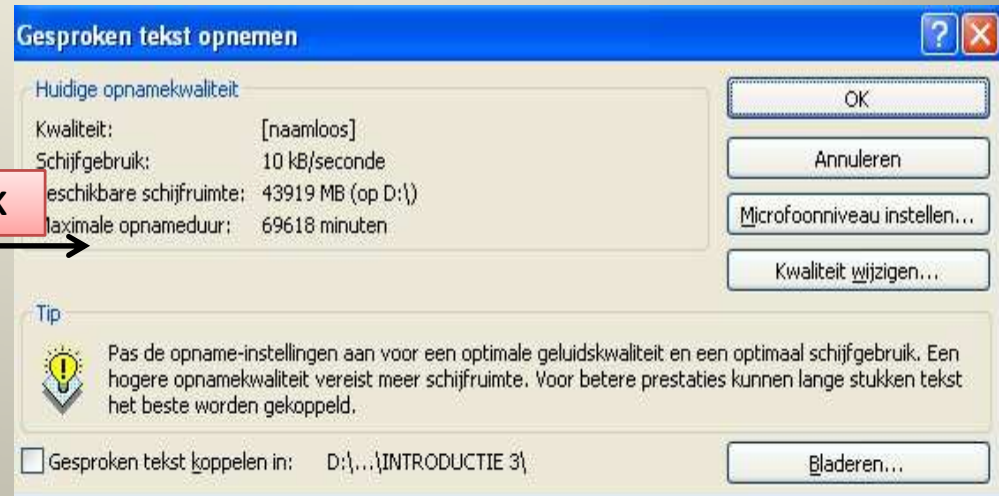 Gesproken tekst opnemen
Huidige opnamekwaliteit
Kwaliteit: [naamloos]
Schijfgebruik: 10 kB/seconde
eschikbare schijfruimte: 43919 MB (op D:\)
Maximale opnameduur: 69618 minuten
K
OK
Annuleren
Microfoonniveau instellen...
Kwaliteit wijzigen...
Tip
Pas de opname-instellingen aan voor een optimale geluidskwaliteit en een optimaal schijfgebruik. Een
hogere opnamekwaliteit vereist meer schijfruimte. Voor betere prestaties kunnen lange stukken tekst
het beste worden gekoppeld.
Gesproken tekst koppelen in: D:\...\INTRODUCTIE 3\
Bladeren...